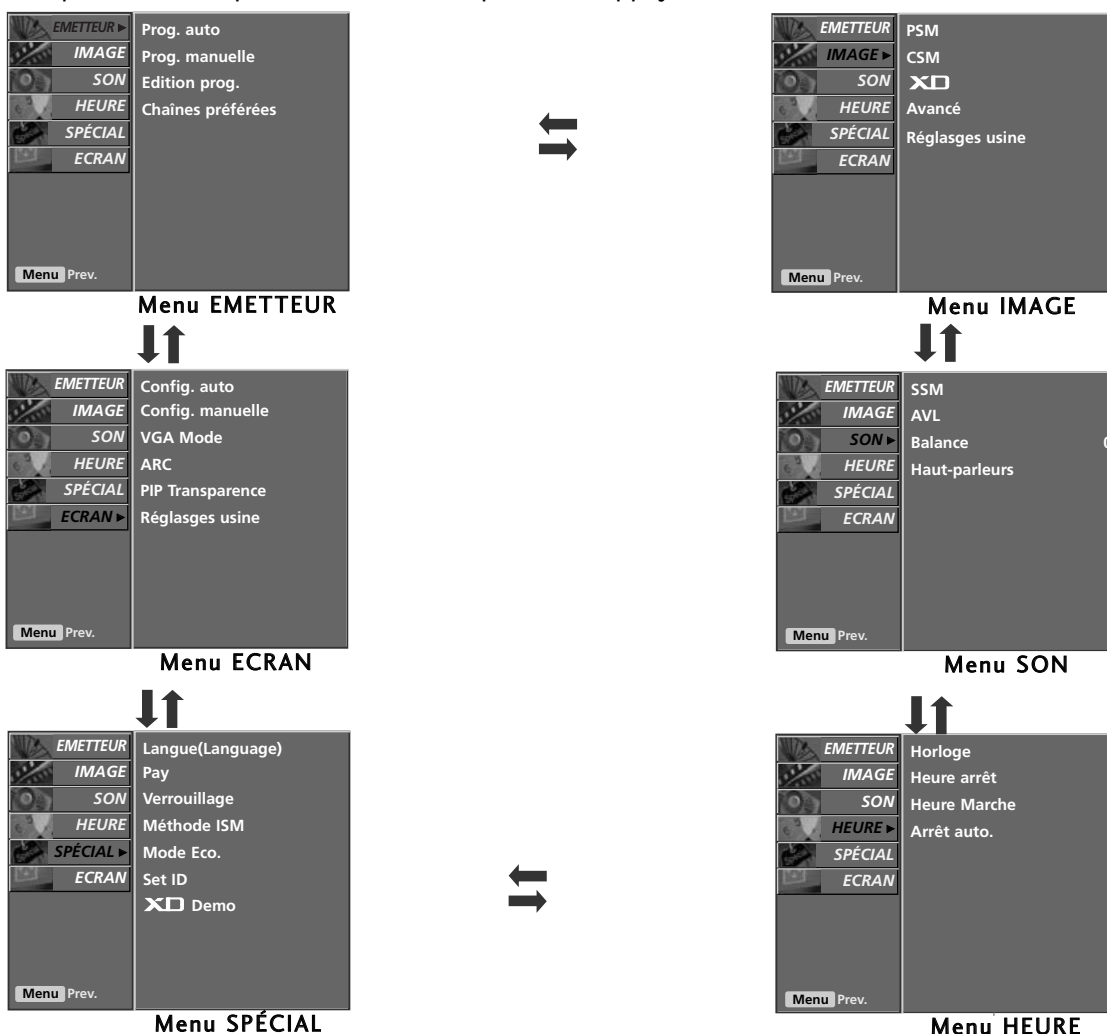 EMETTEUR
IMAGE
SON
HEURE
SPÉCIAL
ECRAN
Prog. auto
Prog. manuelle
Edition prog.
Chaînes préférées
Menu Prev.
Menu EMETTEUR
EMETTEUR
IMAGE
SON
HEURE
SPÉCIAL
ECRAN
PSM
CSM
XD
Avancé
Réglasges usine
Menu Prev.
Menu IMAGE
EMETTEUR
IMAGE
SON
HEURE
SPÉCIAL
ECRAN
Config. auto
Config. manuelle
VGA Mode
ARC
PIP Transparence
Réglasges usine
Menu Prev.
Menu ECRAN
EMETTEUR
IMAGE
SON
HEURE
SPÉCIAL
ECRAN
SSM
AVL
Balance
Haut-parleurs
Menu Prev.
Menu SON
EMETTEUR
IMAGE
SON
HEURE
SPÉCIAL
ECRAN
Langue(Language)
Pay
Verrouillage
Méthode ISM
Mode Eco.
Set ID
XD Demo
Menu Prev.
Menu SPÉCIAL
EMETTEUR
IMAGE
SON
HEURE
SPÉCIAL
ECRAN
Horloge
Heure arrêt
Heure Marche
Arrêt auto.
Menu Prev.
Menu HEURE